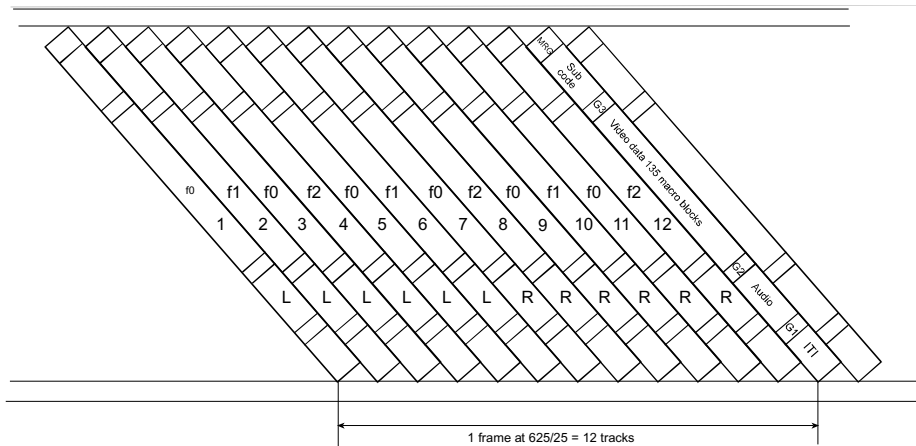 MRG
Sub
code
G3
Video data 135 macro blocks
f0 f1 f0 f2 f0 f1 f0 f2 f0 f1 f0 f2
1 2 3 4 5 6 7 8 9 10 11 12
G2
L L L L L L R R R R R R
Audio
G1
ITI
1 frame at 625/25 = 12 tracks